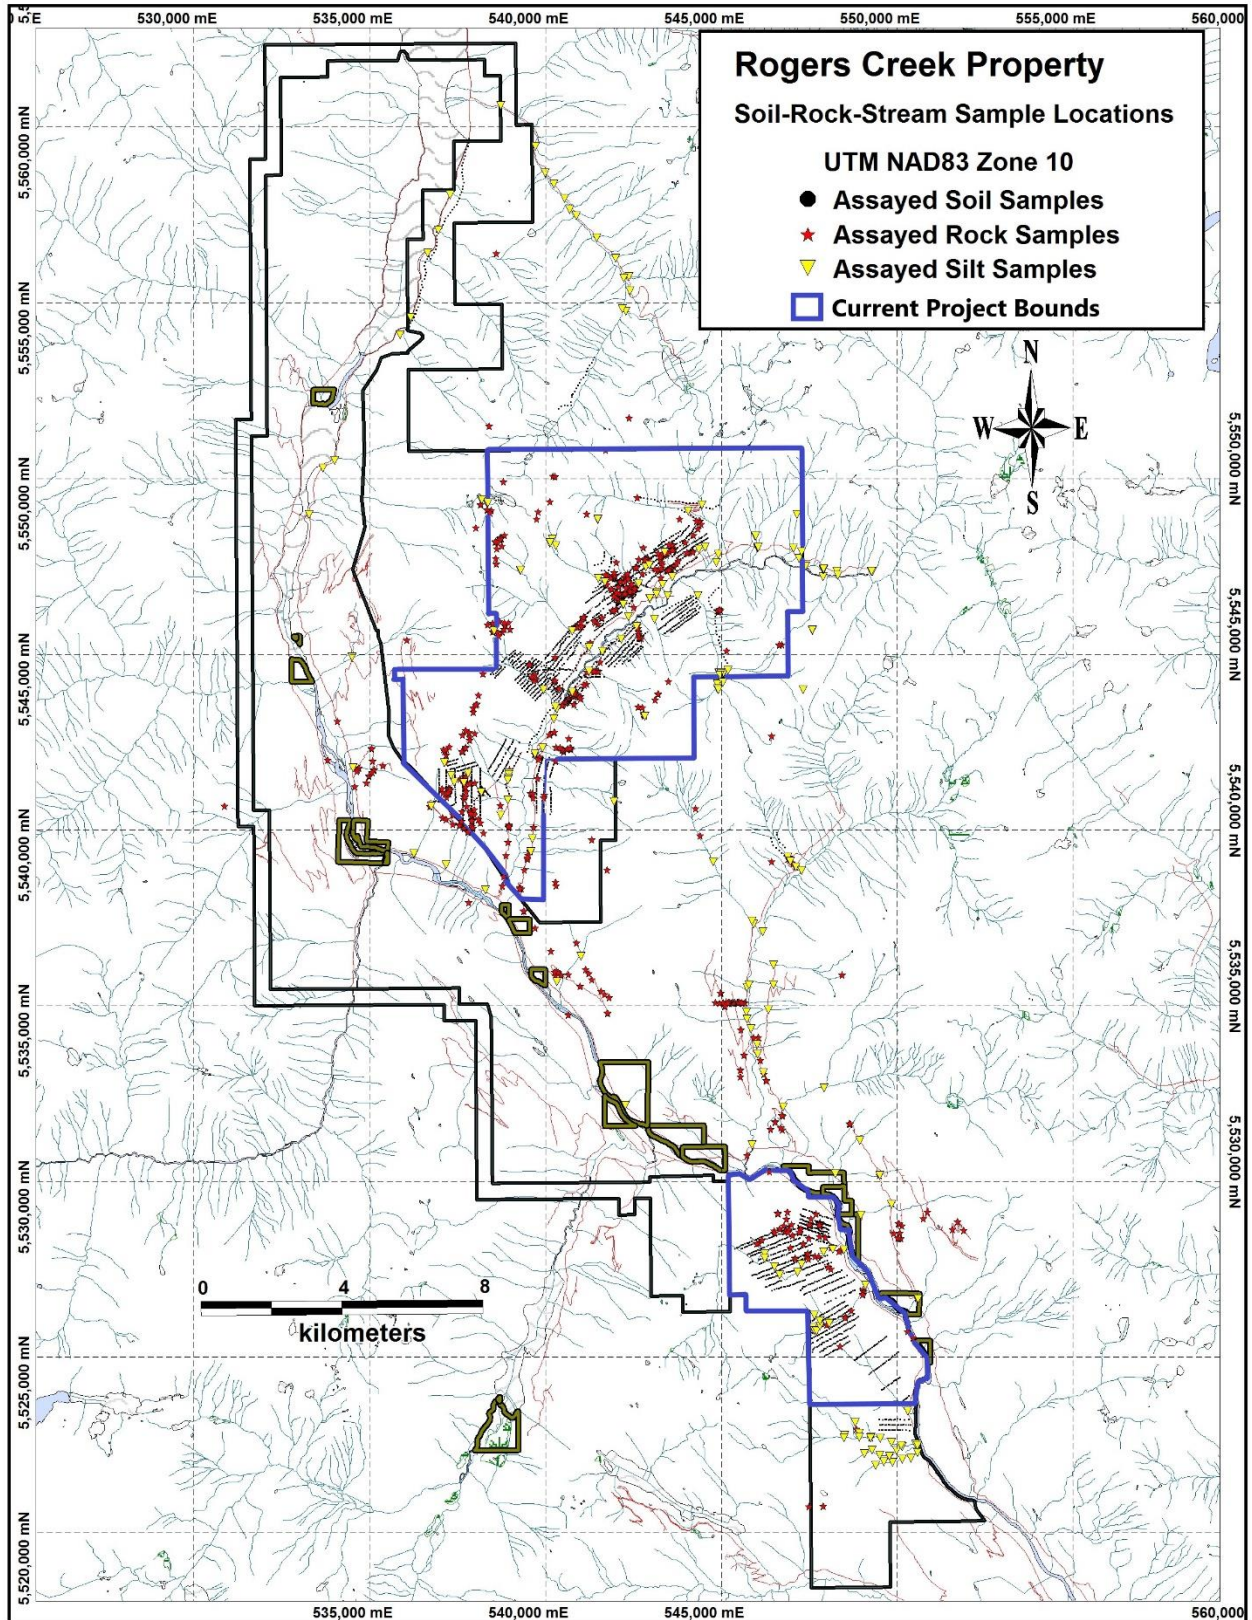 5,5
0,E
530,000 mE
535,000 mE
540,000 mE
545,000 mE
550,000 mE
555,000 mE
560,000
Rogers Creek Property
Soil-Rock-Stream Sample Locations
UTM NAD83 Zone 10
Assayed Soil Samples
Assayed Rock Samples
Assayed Silt Samples
Current Project Bounds
N
W
E
S
5,560,000 mN
5,555,000 mN
5,550,000 mN
5,545,000 mN
5,540,000 mN
5,535,000 mN
5,530,000 mN
5,525,000 mN
5,520,000 mN
5,550,000 mN
5,545,000 mN
5,540,000 mN
5,535,000 mN
5,530,000 mN
0
4
8
kilometers
535,000 mE
540,000 mE
545,000 mE
560,000